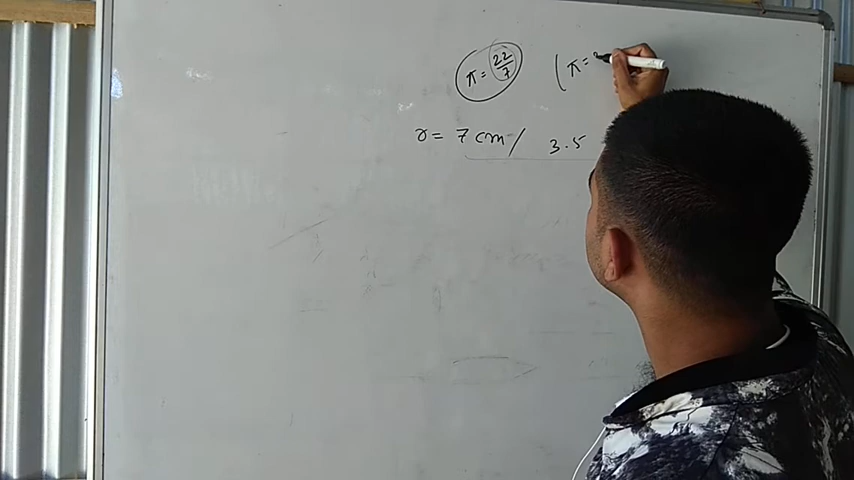 π = 22/7 (π =
r = 7 cm / 3.5